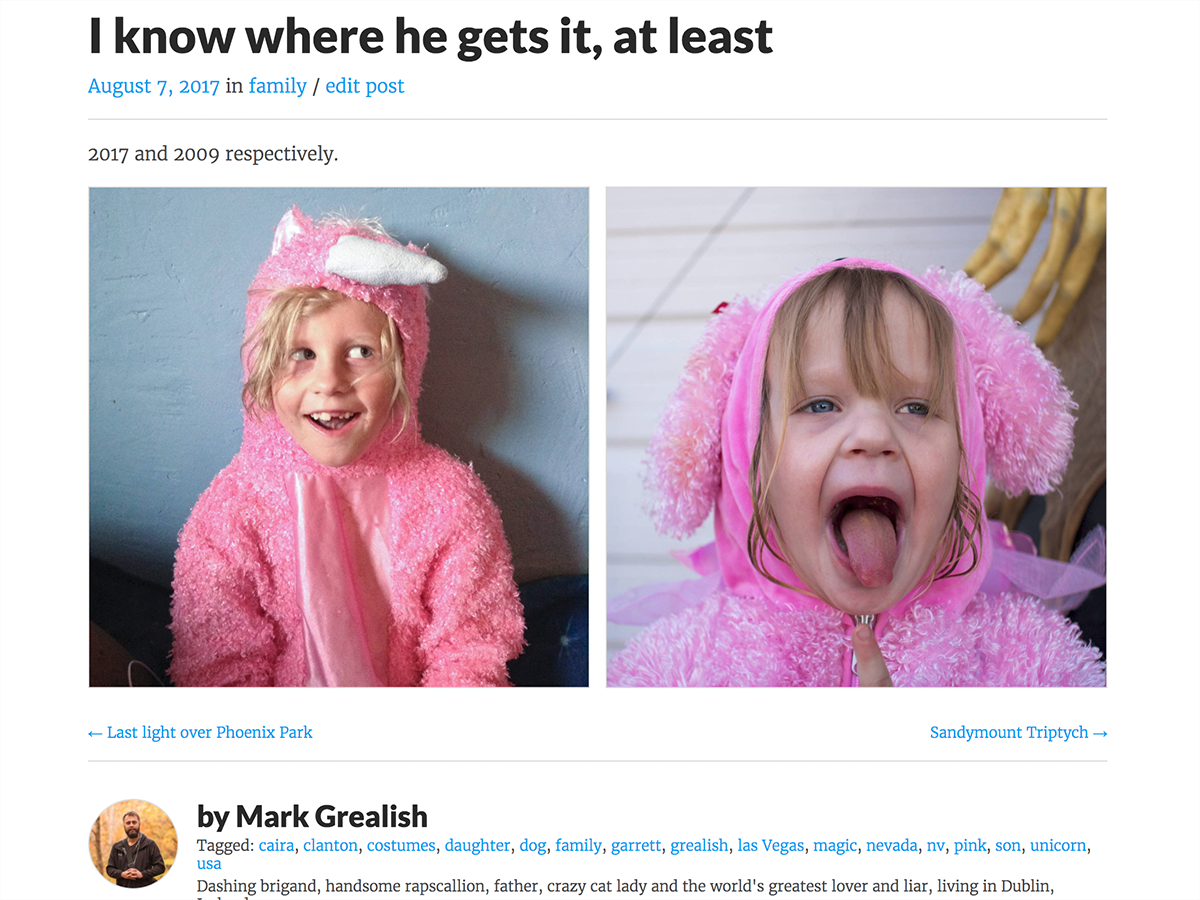 I know where he gets it, at least
August 7, 2017 in family / edit post
2017 and 2009 respectively.
← Last light over Phoenix Park
Sandymount Triptych →
by Mark Grealish
Tagged: caira, clanton, costumes, daughter, dog, family, garrett, grealish, las Vegas, magic, nevada, nv, pink, son, unicorn,
usa
Dashing brigand, handsome rapscallion, father, crazy cat lady and the world's greatest lover and liar, living in Dublin,